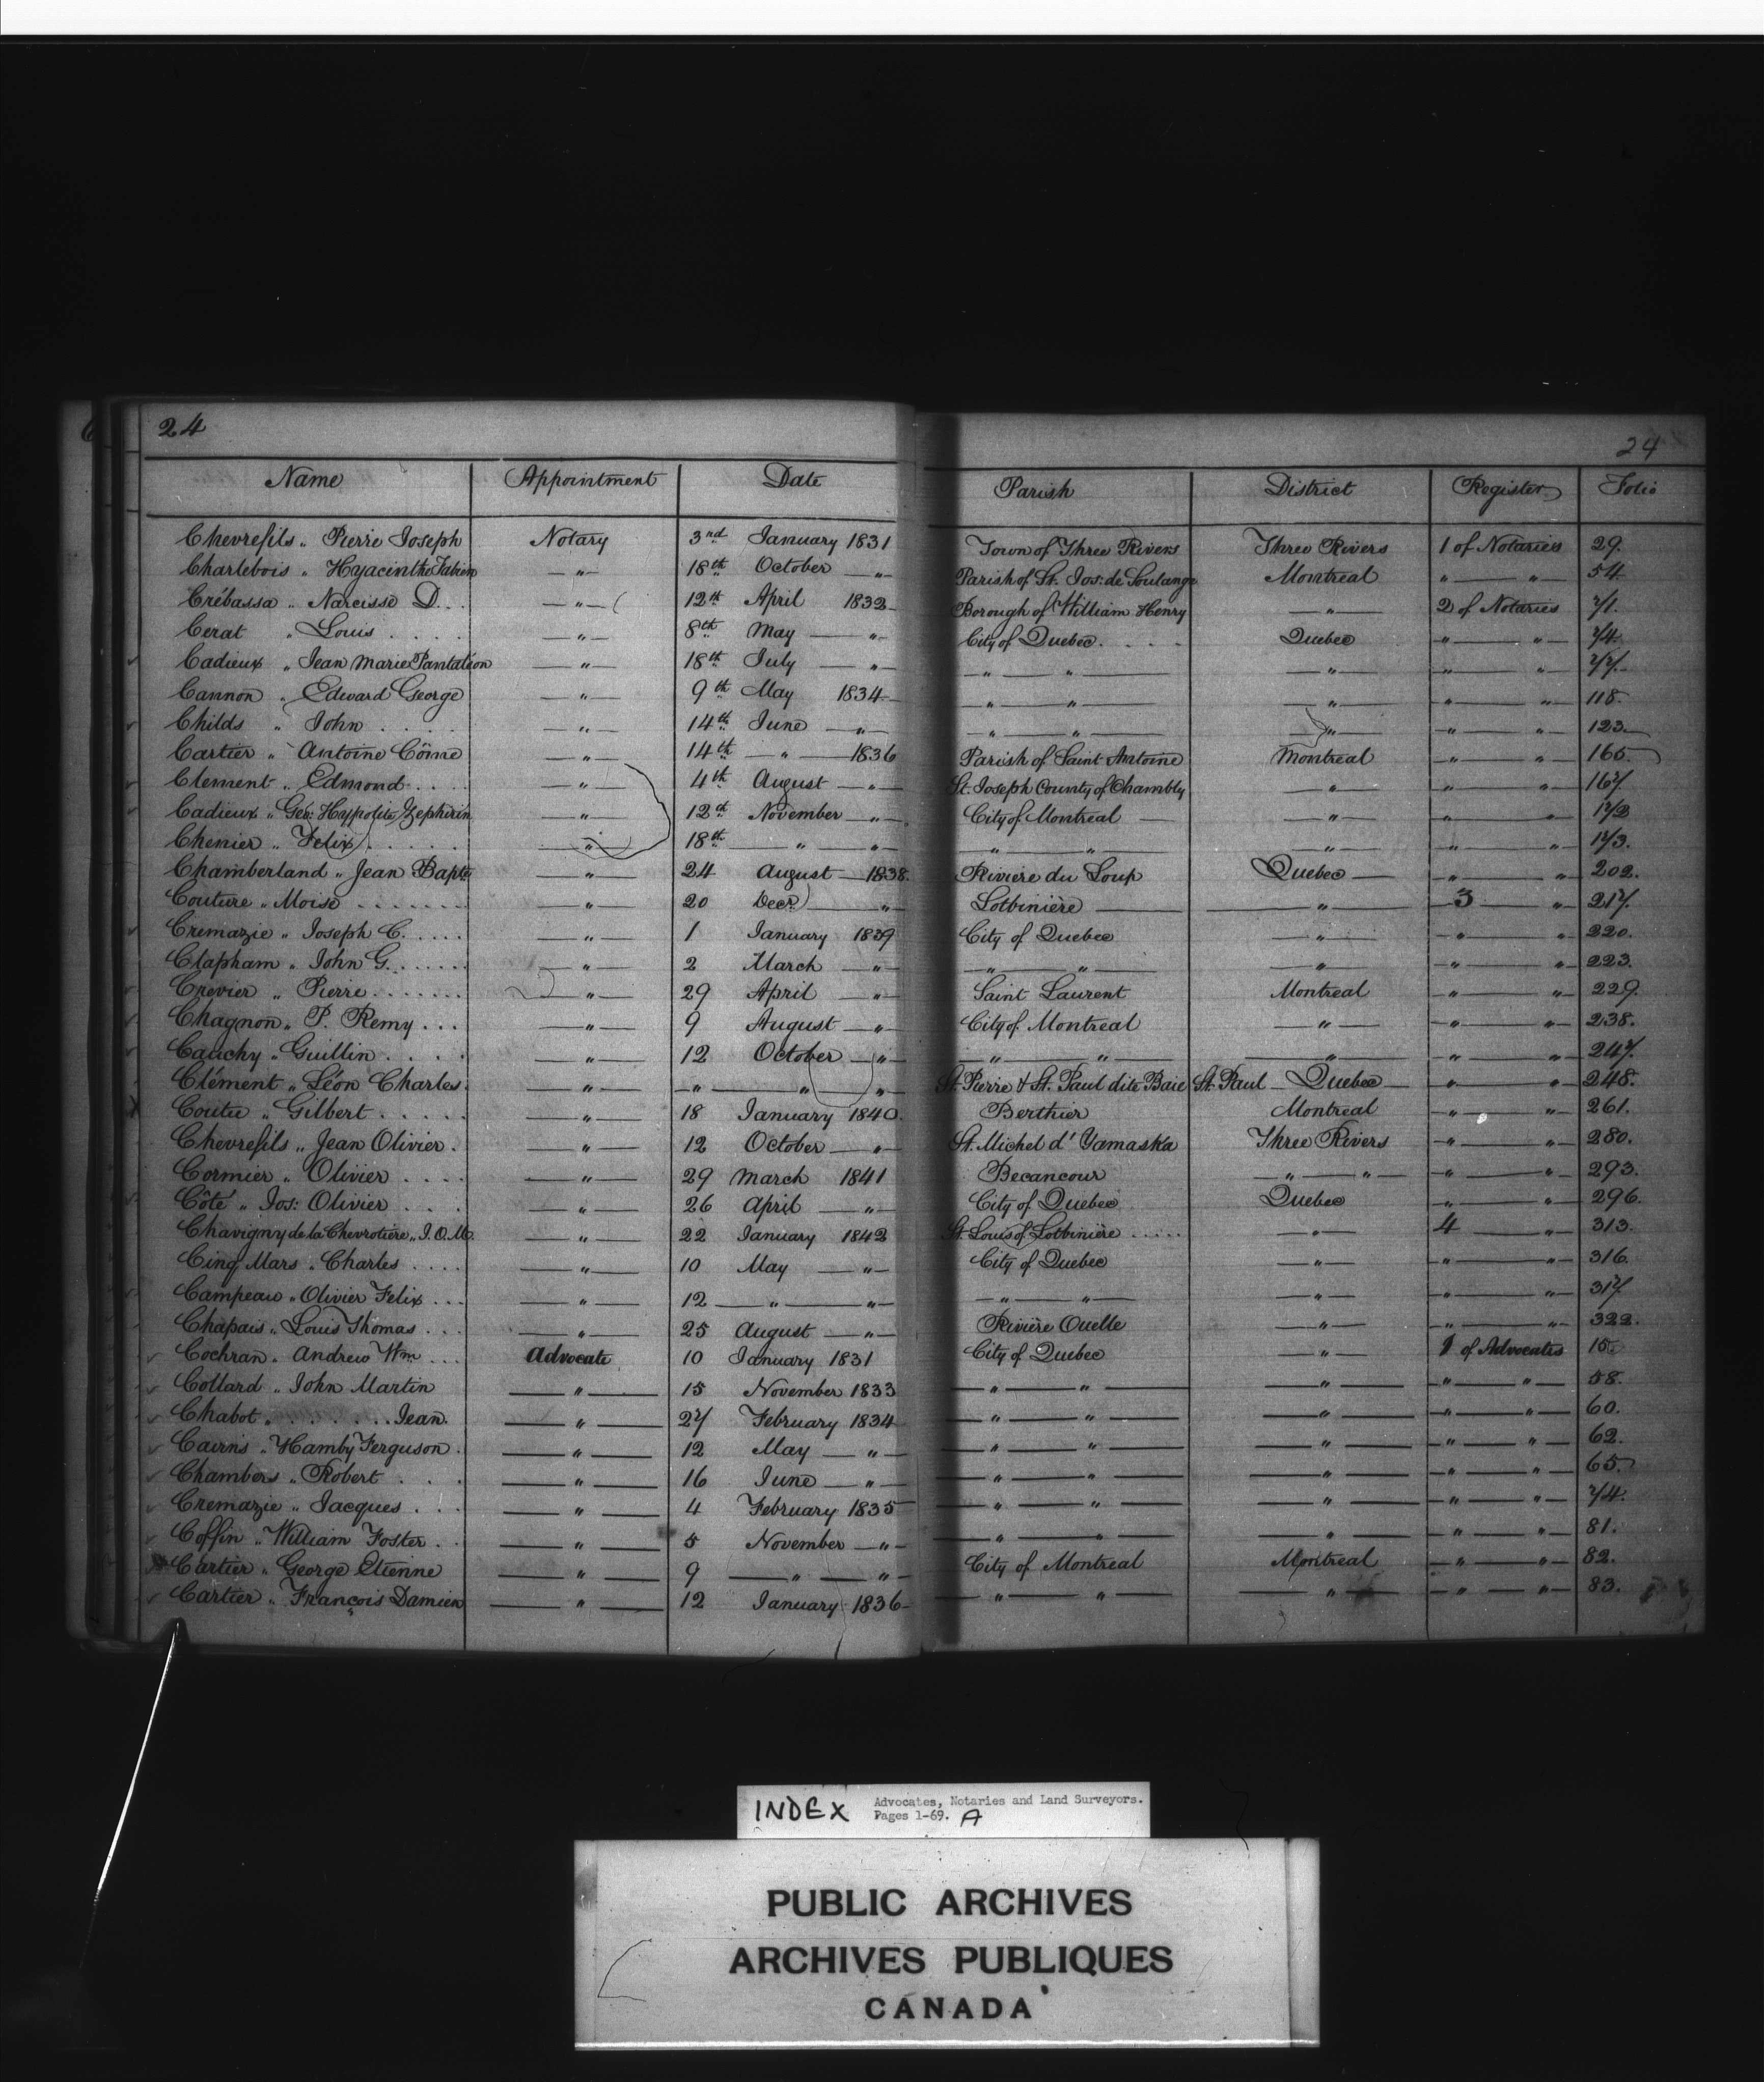 24
24
Name Appointment Date Parish District Register Folio
Chevrefils „ Pierre Joseph Notary 3rd January 1831 Town of Three Rivers Three Rivers 1 of Notaries 29.
Charlebois „ Hyacinthe Fabien — „ — 18th October — „ — Parish of St. Jos: de Soulange Montreal „ — „ — 54
Crébassa „ Narcisse D... — „ — 12th April 1832 Borough of William Henry — „ — 2 of Notaries 71.
Cerat „ Louis .... — „ — 8th May — „ — City of Quebec .... Quebec „ — „ — 74.
Cadieux „ Jean Marie Pantaléon — „ — 18th July — „ — — „ — „ — — „ — „ — „ — 77.
Cannon „ Edward George — „ — 9th May 1834 — „ — „ — — „ — „ — „ — 118.
Childs „ John .... — „ — 14th June — „ — — „ — „ — — „ — „ — „ — 123.
Cartier „ Antoine Côme — „ — 14th — „ — 1836 Parish of Saint Antoine Montreal „ — „ — 165.
Clement „ Edmond .... — „ — 4th August — „ — St. Joseph County of Chambly — „ — „ — „ — 167.
Cadieux „ Geo: Hyppolite Zephirin — „ — 12th November — „ — City of Montreal — — „ — „ — „ — 172
Chenier „ Felix ..... — „ — 18th — „ — „ — — „ — „ — — „ — „ — „ — 173.
Chamberland „ Jean Bapte — „ — 24 August — 1838. Riviere du Loup Quebec — — „ — „ — 202.
Couture „ Moise ....... — „ — 20 Decr. — „ — Lotbinière — — „ — 3 „ — 217.
Cremazie „ Joseph C. .... — „ — 1 January 1839 City of Quebec — „ — — „ — „ — 220.
Clapham „ John G. ...... — „ — 2 March — „ — — „ — „ — — „ — — „ — „ — 223.
Crevier „ Pierre ....... — „ — 29 April — „ — Saint Laurent Montreal — „ — „ — 229.
Chagnon „ P. Remy ... — „ — 9 August — „ — City of Montreal — „ — — „ — „ — 238.
Cauchy „ Guillin .... — „ — 12 October — „ — — „ — „ — — „ — — „ — „ — 247.
Clément „ Léon Charles. — „ — — „ — „ — „ St. Pierre & St. Paul dite Baie St. Paul — Quebec — — „ — „ — 248.
Coutu „ Gilbert ..... — „ — 18 January 1840. Berthier Montreal — „ — „ — 261.
Chevrefils „ Jean Olivier . — „ — 12 October — „ — St. Michel d' Yamaska Three Rivers — „ — „ — 280.
Cormier „ Olivier .... — „ — 29 March 1841 Becancour — „ — „ — — „ — „ — 293.
Côté „ Jos: Olivier .... — „ — 26 April — „ — City of Quebec Quebec — „ — „ — 296.
Chavigny de la Chevrotière „ J.O.M. — „ — 22 January 1842 St. Louis of Lotbinière ..... — „ — 4 „ — 313.
Cinq Mars „ Charles .... — „ — 10 May — „ — City of Quebec — „ — — „ — „ — 316.
Campeau „ Olivier Felix ... — „ — 12 — „ — „ — — „ — „ — — „ — — „ — „ — 317
Chapais „ Louis Thomas ... — „ — 25 August — „ — Rivière Ouelle — „ — — „ — „ — 322.
Cochran „ Andrew Wm. ... Advocate 10 January 1831 City of Quebec — „ — 1 of Advocates 15.
Collard „ John Martin — „ — 15 November 1833 — „ — „ — — „ — — „ — „ — 58.
Chabot „ ....... Jean. — „ — 27 February 1834 — „ — „ — — „ — — „ — „ — 60.
Cairns „ Hamby Ferguson . — „ — 12 May — „ — — „ — „ — — „ — — „ — „ — 62.
Chambers „ Robert ... — „ — 16 June — „ — — „ — „ — — „ — — „ — „ — 65.
Cremazie „ Jacques ... — „ — 4 February 1835 — „ — „ — — „ — — „ — „ — 74.
Coffin „ William Foster .. — „ — 5 November — „ — — „ — „ — — „ — — „ — „ — 81.
Cartier „ George Etienne — „ — 9 — „ — „ — City of Montreal Montreal — „ — „ — 82.
Cartier „ François Damien — „ — 12 January 1836 — „ — „ — — „ — — „ — „ — 83.
INDEX Advocates, Notaries and Land Surveyors.
Pages 1-69. A
PUBLIC ARCHIVES
ARCHIVES PUBLIQUES
CANADA